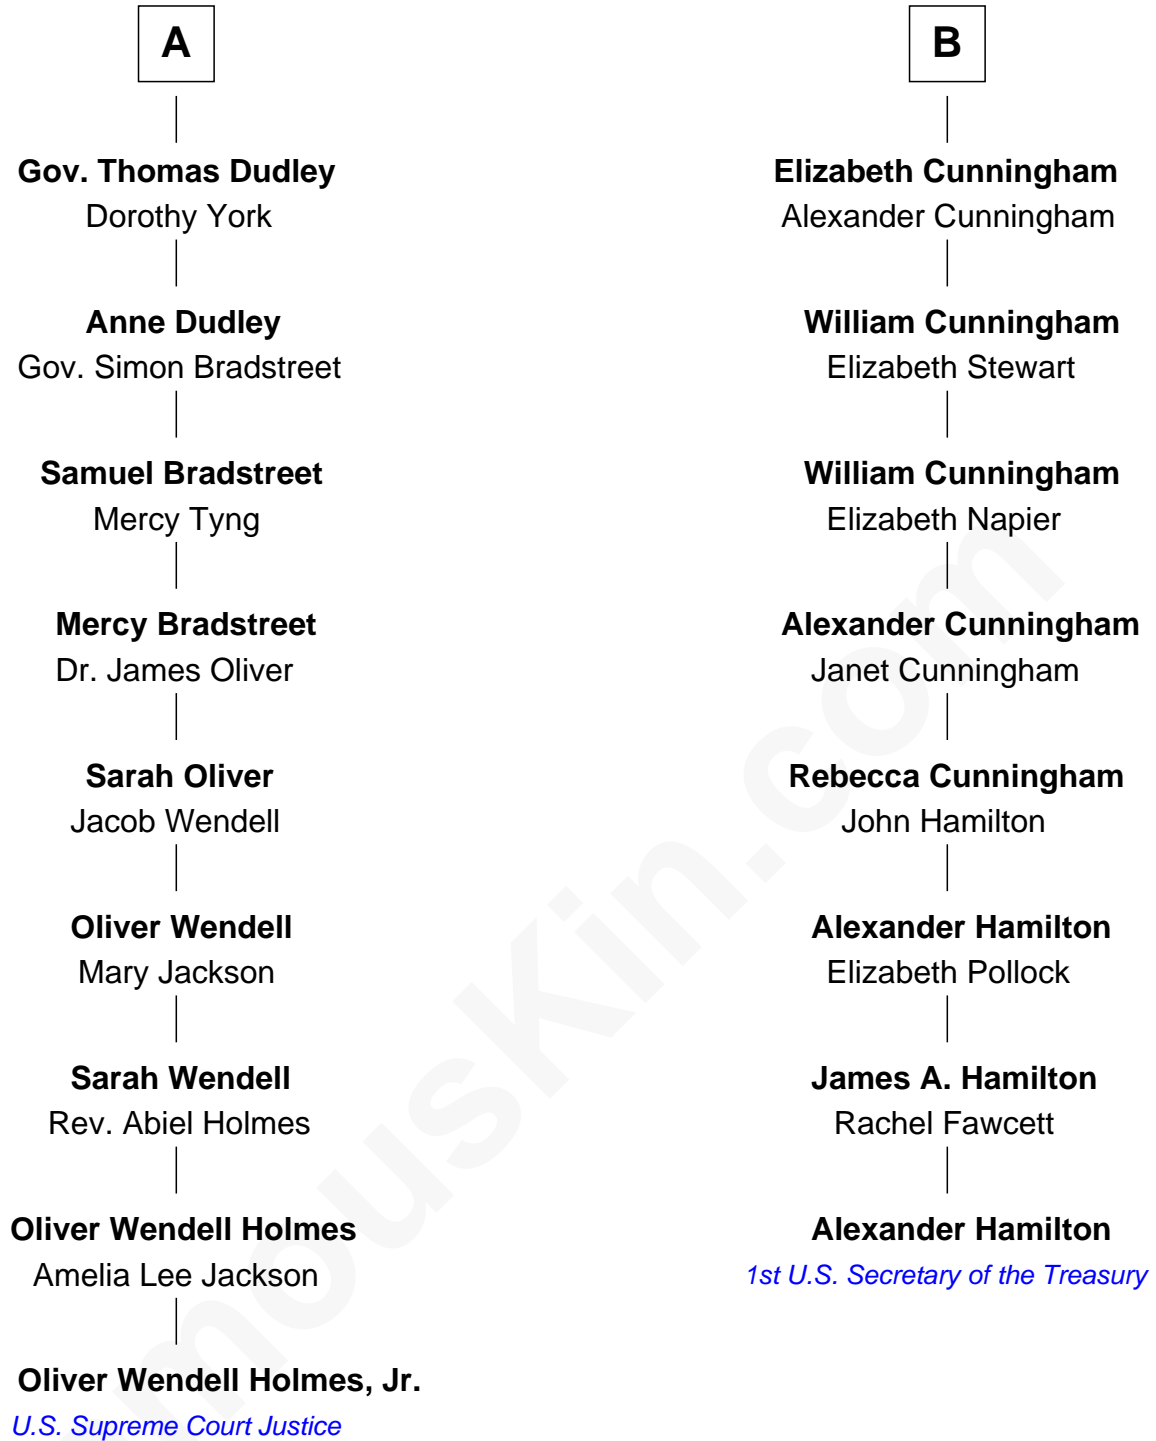 A
Gov. Thomas Dudley
Dorothy York
Anne Dudley
Gov. Simon Bradstreet
Samuel Bradstreet
Mercy Tyng
Mercy Bradstreet
Dr. James Oliver
Sarah Oliver
Jacob Wendell
Oliver Wendell
Mary Jackson
Sarah Wendell
Rev. Abiel Holmes
Oliver Wendell Holmes
Amelia Lee Jackson
Oliver Wendell Holmes, Jr.
U.S. Supreme Court Justice
B
Elizabeth Cunningham
Alexander Cunningham
William Cunningham
Elizabeth Stewart
William Cunningham
Elizabeth Napier
Alexander Cunningham
Janet Cunningham
Rebecca Cunningham
John Hamilton
Alexander Hamilton
Elizabeth Pollock
James A. Hamilton
Rachel Fawcett
Alexander Hamilton
1st U.S. Secretary of the Treasury
mousKin.com